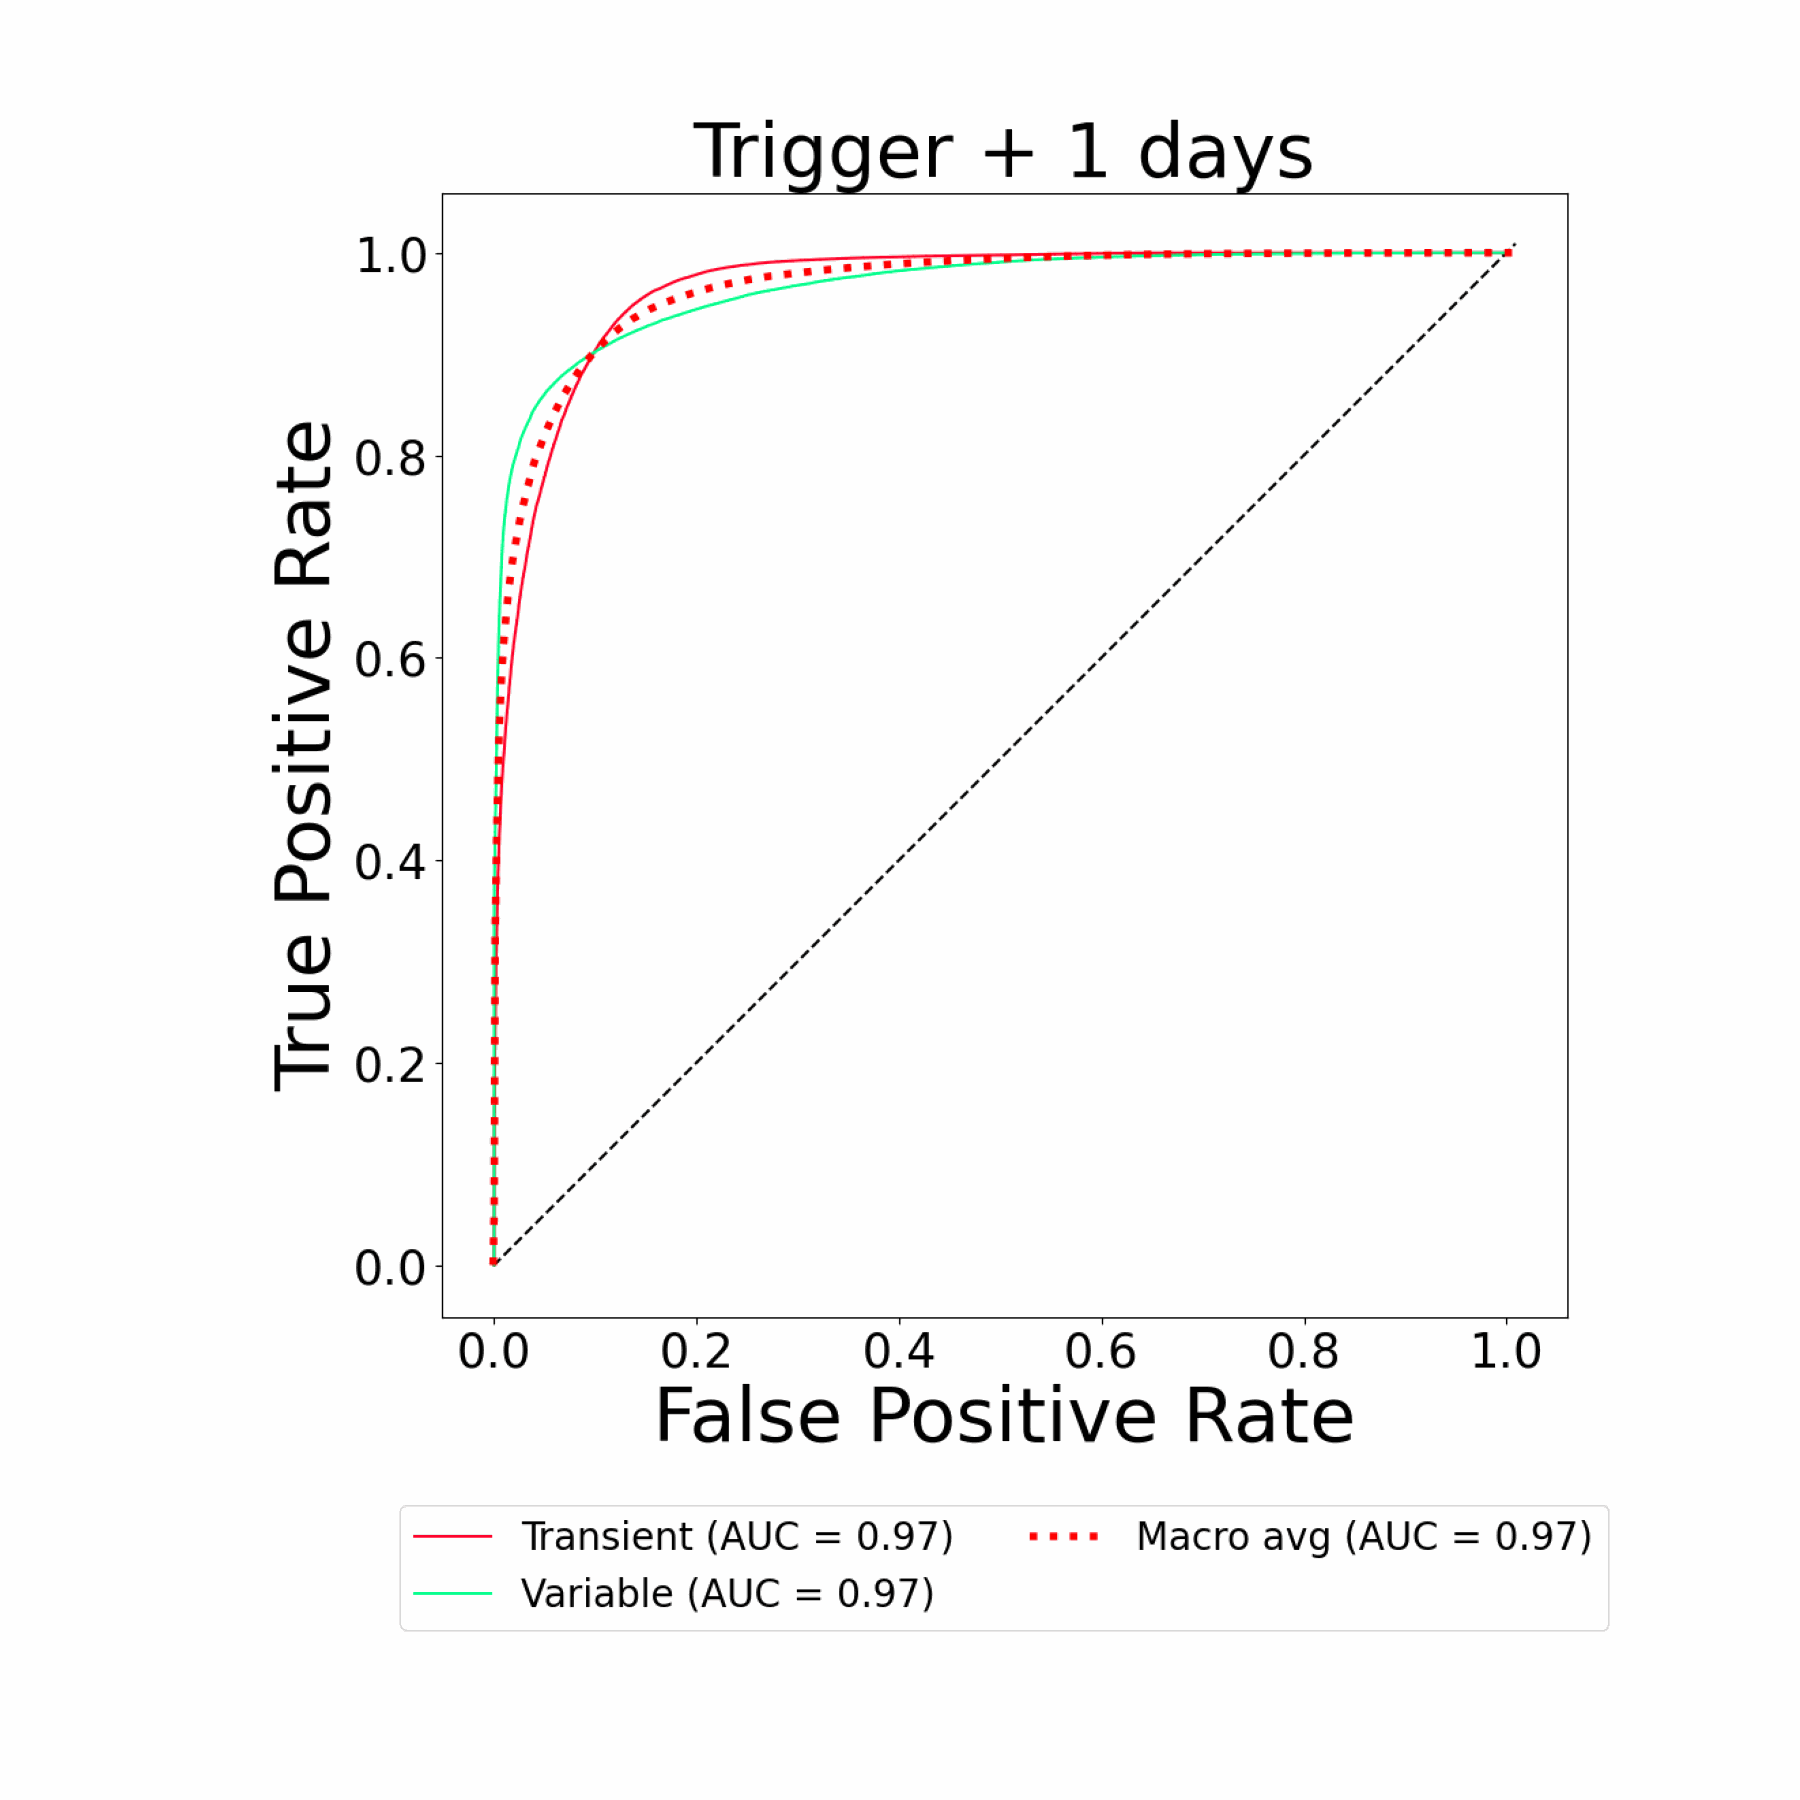 Trigger + 1 days
True Positive Rate
1.0
0.8
0.6
0.4
0.2
0.0
0.0 0.2 0.4 0.6 0.8 1.0
False Positive Rate
Transient (AUC = 0.97)
Variable (AUC = 0.97)
Macro avg (AUC = 0.97)